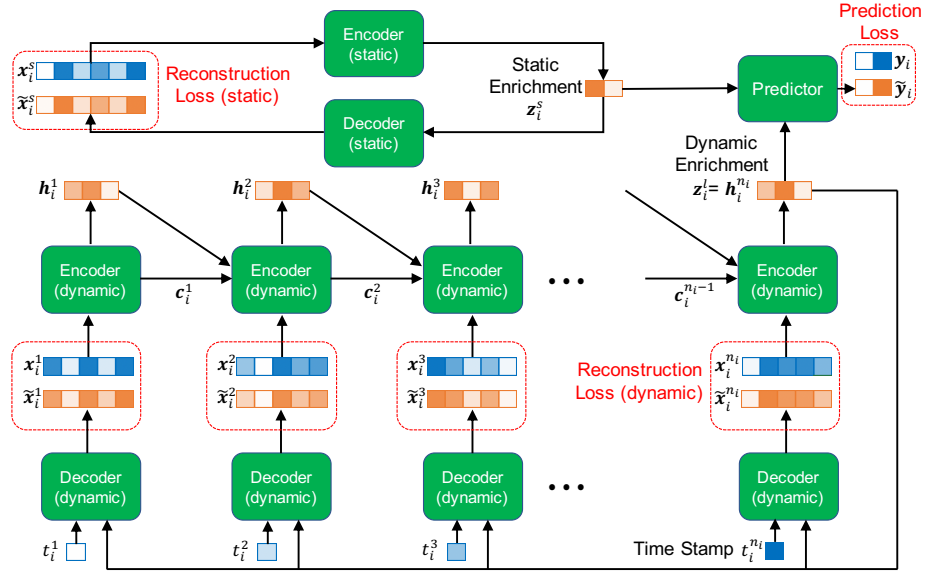 Prediction
Loss
Encoder
(static)
x_i^s
Reconstruction
Loss (static)
x̃_i^s
Static
Enrichment
z_i^s
Predictor
y_i
ỹ_i
Decoder
(static)
Dynamic
Enrichment
h_i^1
h_i^2
h_i^3
z_i^l = h_i^{n_i}
Encoder
(dynamic)
Encoder
(dynamic)
Encoder
(dynamic)
...
Encoder
(dynamic)
c_i^1
c_i^2
c_i^{n_i-1}
x_i^1
x_i^2
x_i^3
Reconstruction
Loss (dynamic)
x_i^{n_i}
x̃_i^1
x̃_i^2
x̃_i^3
x̃_i^{n_i}
Decoder
(dynamic)
Decoder
(dynamic)
Decoder
(dynamic)
...
Decoder
(dynamic)
t_i^1
t_i^2
t_i^3
Time Stamp t_i^{n_i}